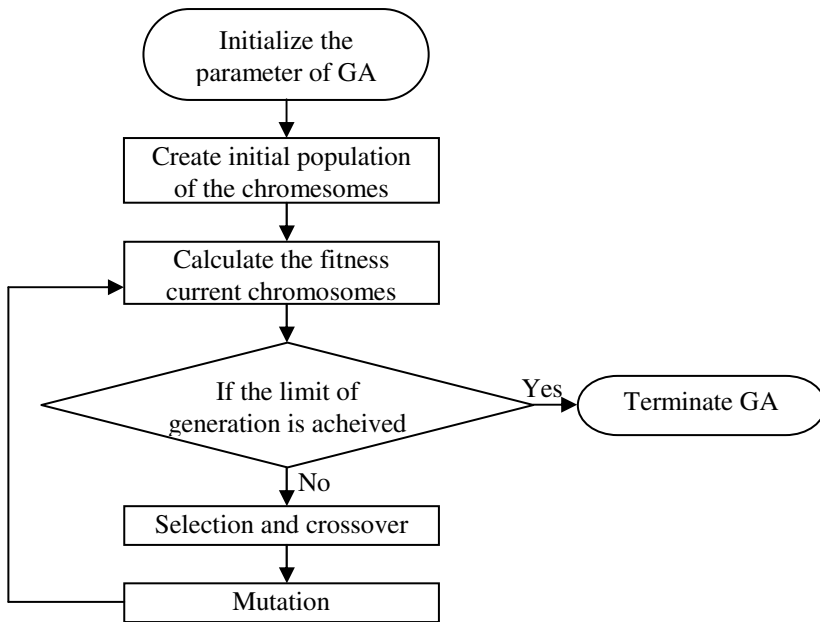 Initialize the
parameter of GA
Create initial population
of the chromesomes
Calculate the fitness
current chromosomes
If the limit of
generation is acheived
Yes
Terminate GA
No
Selection and crossover
Mutation